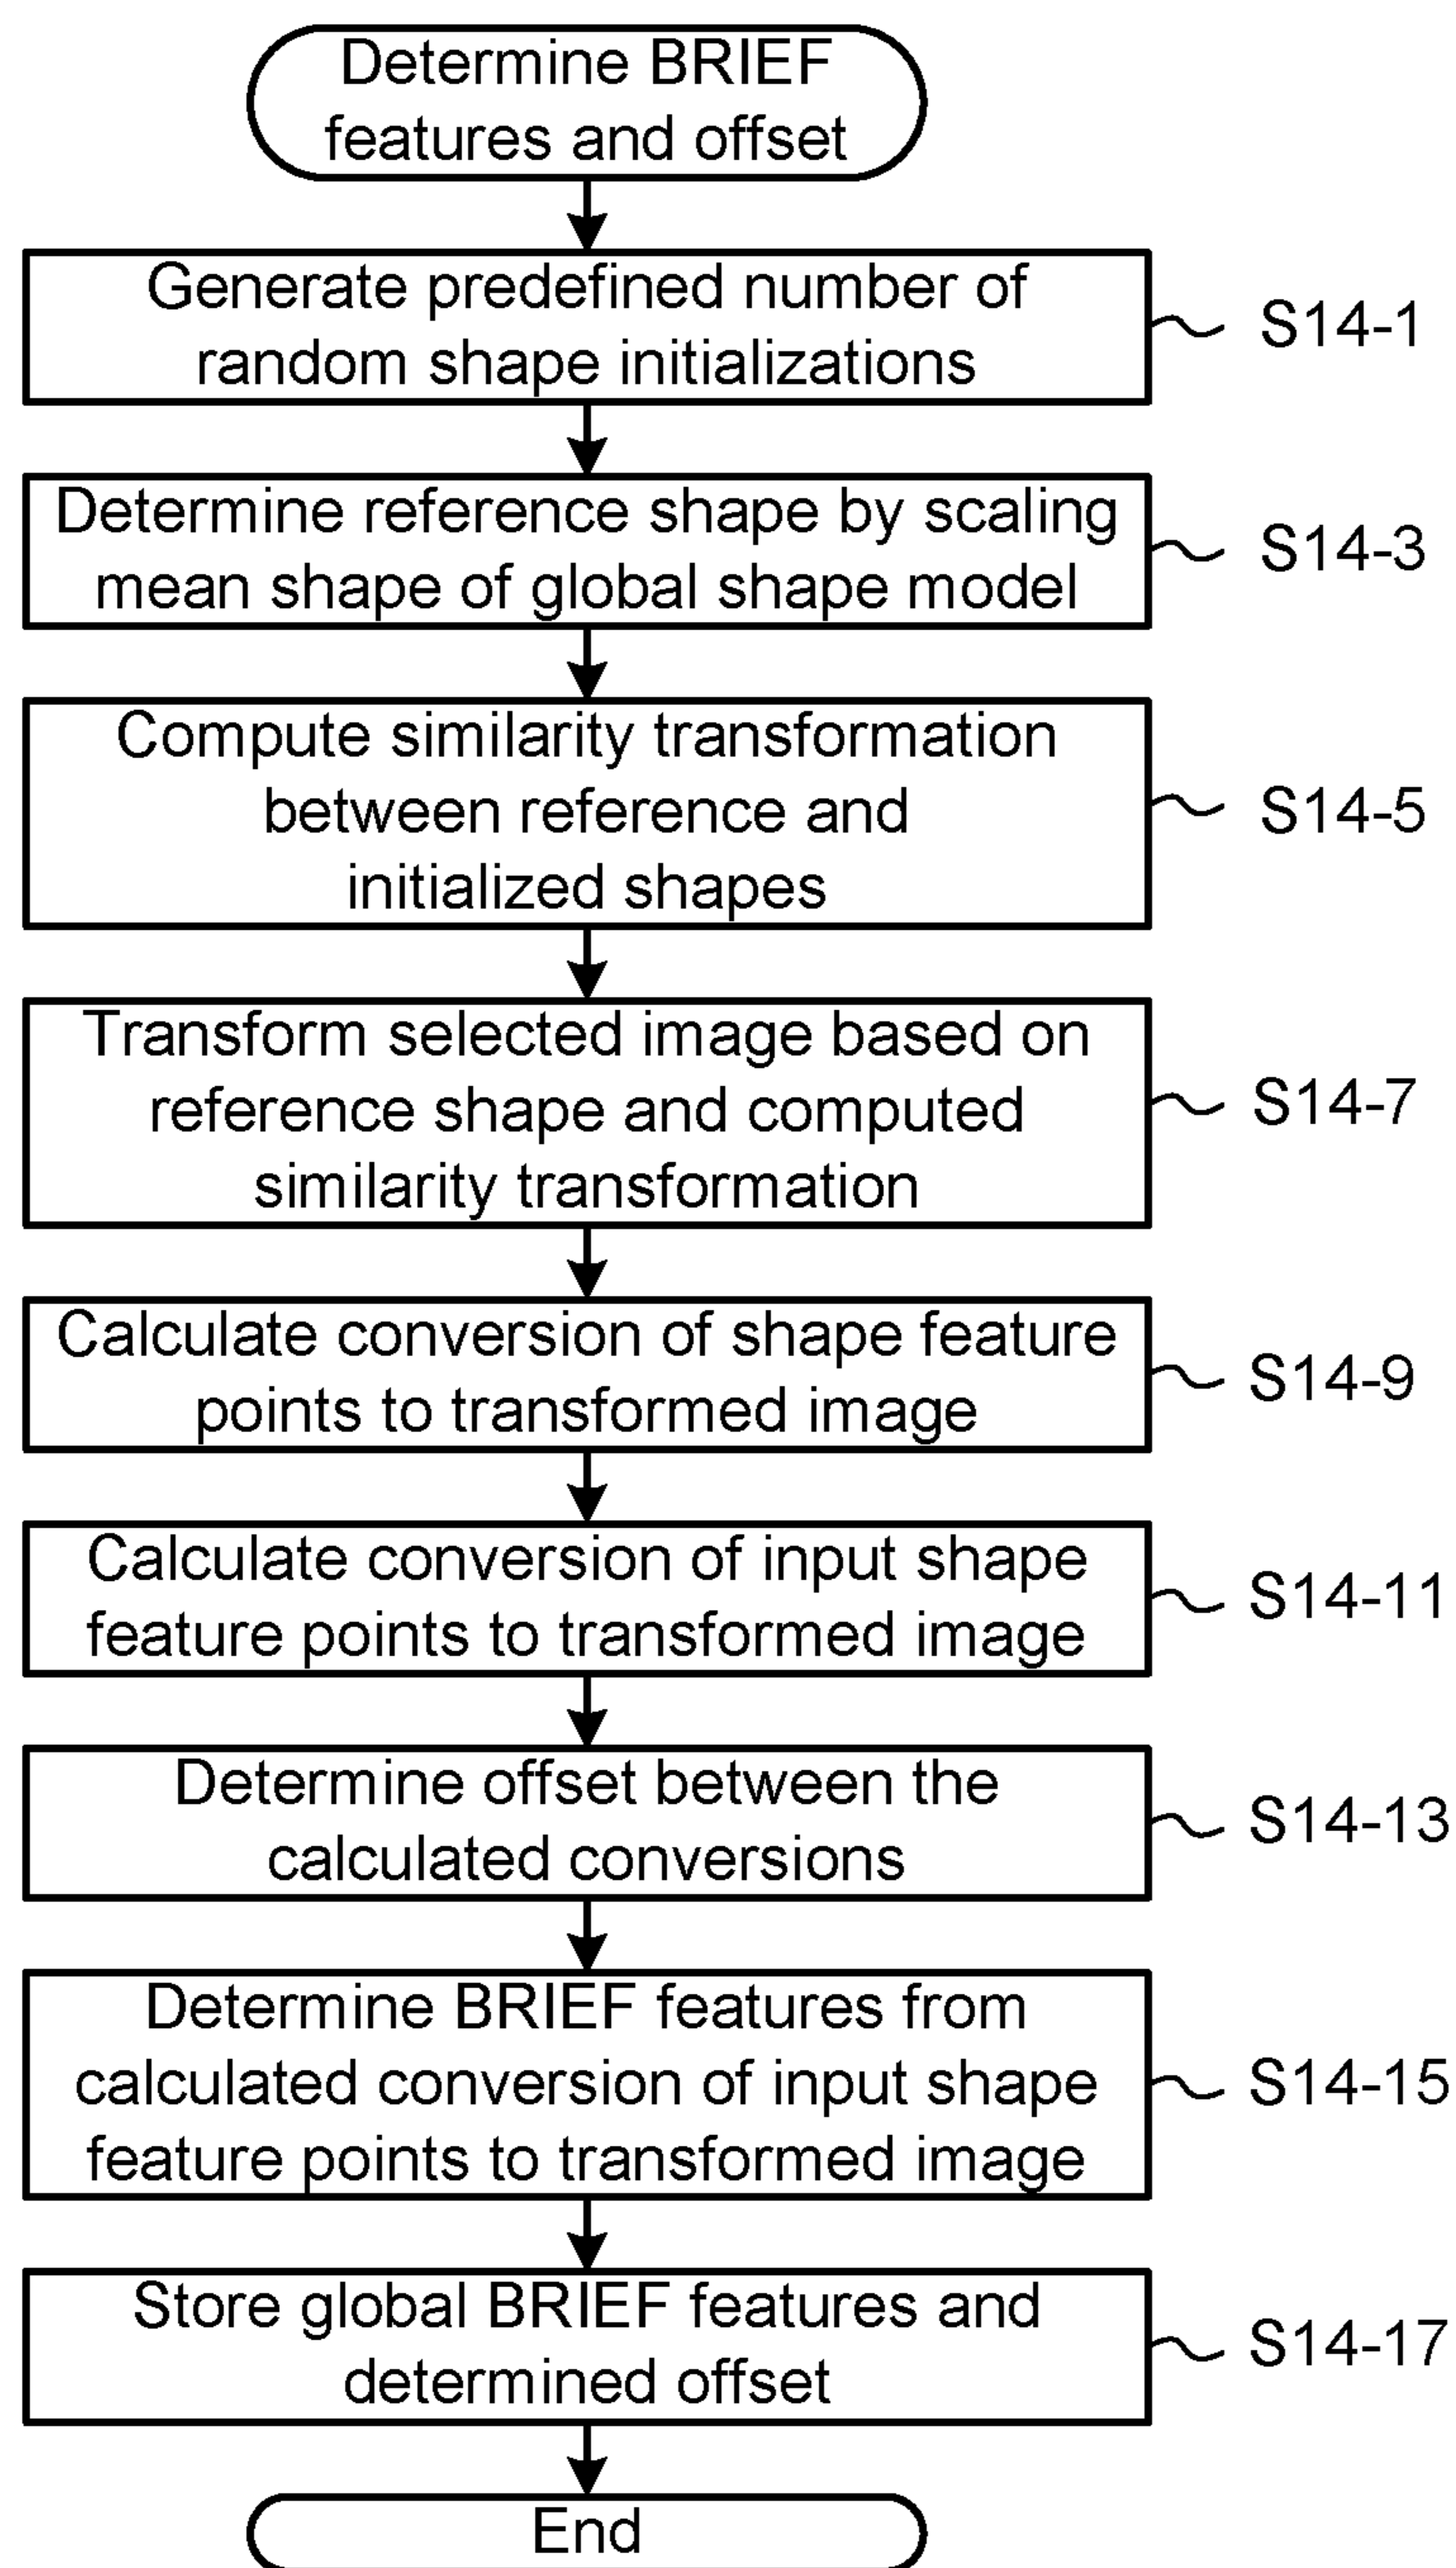 Determine BRIEF
features and offset
Generate predefined number of
random shape initializations
S14-1
Determine reference shape by scaling
mean shape of global shape model
S14-3
Compute similarity transformation
between reference and
initialized shapes
S14-5
Transform selected image based on
reference shape and computed
similarity transformation
S14-7
Calculate conversion of shape feature
points to transformed image
S14-9
Calculate conversion of input shape
feature points to transformed image
S14-11
Determine offset between the
calculated conversions
S14-13
Determine BRIEF features from
calculated conversion of input shape
feature points to transformed image
S14-15
Store global BRIEF features and
determined offset
S14-17
End